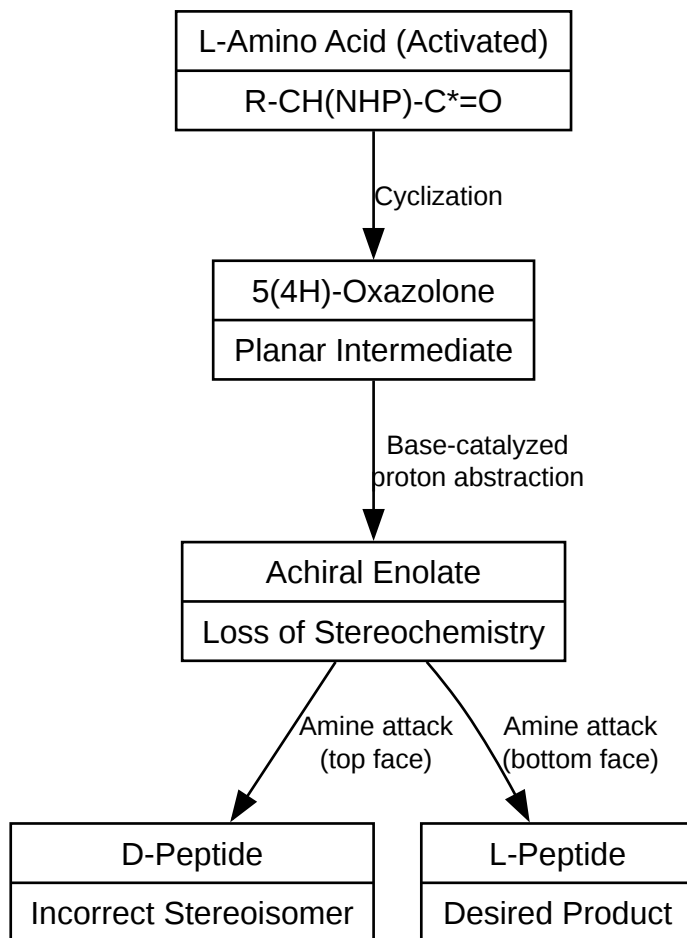 L-Amino Acid (Activated)
R-CH(NHP)-C*=O
Cyclization
5(4H)-Oxazolone
Planar Intermediate
Base-catalyzed
proton abstraction
Achiral Enolate
Loss of Stereochemistry
Amine attack
(top face)
Amine attack
(bottom face)
D-Peptide
Incorrect Stereoisomer
L-Peptide
Desired Product